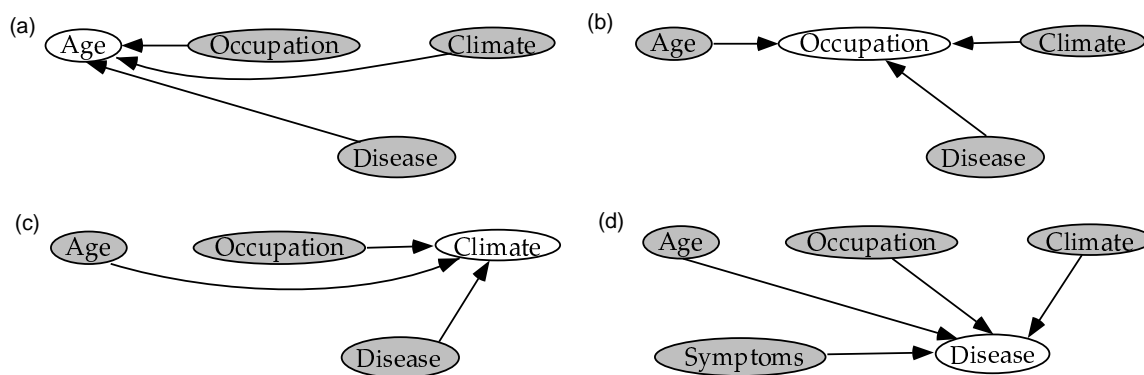 (a)
Age Occupation Climate
Disease
(b)
Age Occupation Climate
Disease
(c)
Age Occupation Climate
Disease
(d)
Age Occupation Climate
Symptoms Disease